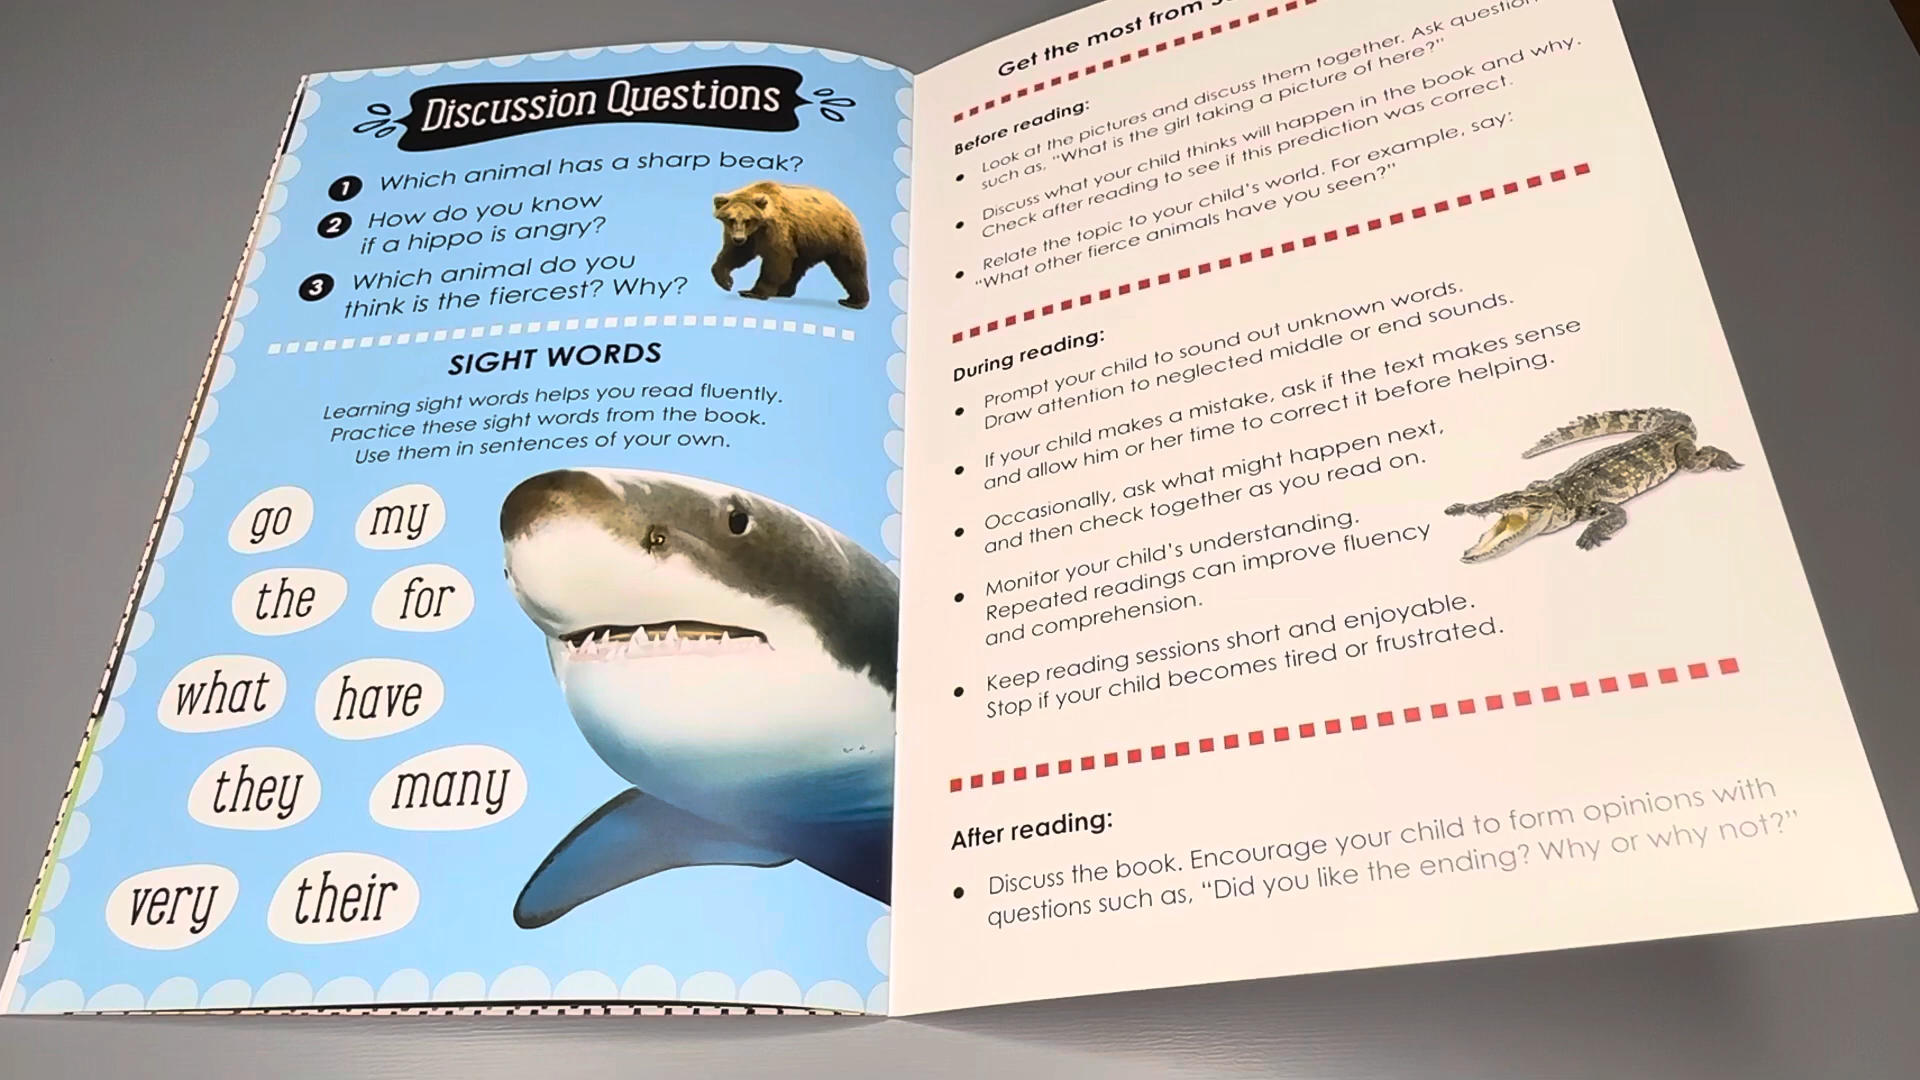 Discussion Questions
1 Which animal has a sharp beak?
2 How do you know
if a hippo is angry?
3 Which animal do you
think is the fiercest? Why?
SIGHT WORDS
Learning sight words helps you read fluently.
Practice these sight words from the book.
Use them in sentences of your own.
go my
the for
what have
they many
very their
Get the most from
Before reading:
• Look at the pictures and discuss them together. Ask
such as, "What is the girl taking a picture of here?"
• Discuss what your child thinks will happen in the book and why.
Check after reading to see if this prediction was correct.
• Relate the topic to your child's world. For example, say:
"What other fierce animals have you seen?"
During reading:
• Prompt your child to sound out unknown words.
Draw attention to neglected middle or end sounds.
• If your child makes a mistake, ask if the text makes sense
and allow him or her time to correct it before helping.
• Occasionally, ask what might happen next,
and then check together as you read on.
• Monitor your child's understanding.
Repeated readings can improve fluency
and comprehension.
• Keep reading sessions short and enjoyable.
Stop if your child becomes tired or frustrated.
After reading:
• Discuss the book. Encourage your child to form opinions with
questions such as, "Did you like the ending? Why or why not?"